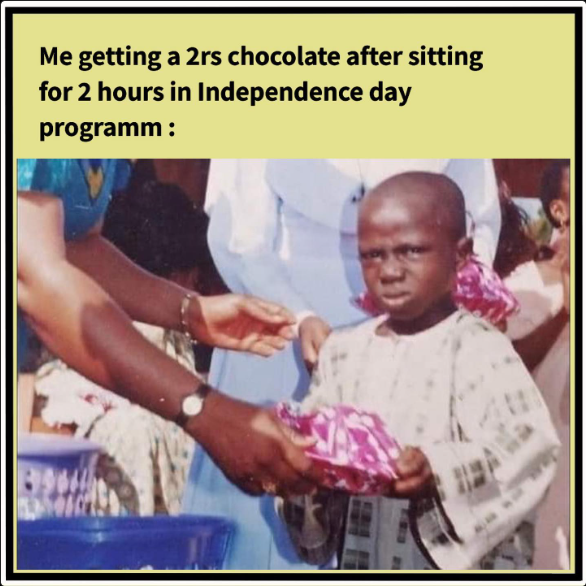 Me getting a 2rs chocolate after sitting
for 2 hours in Independence day
programm :